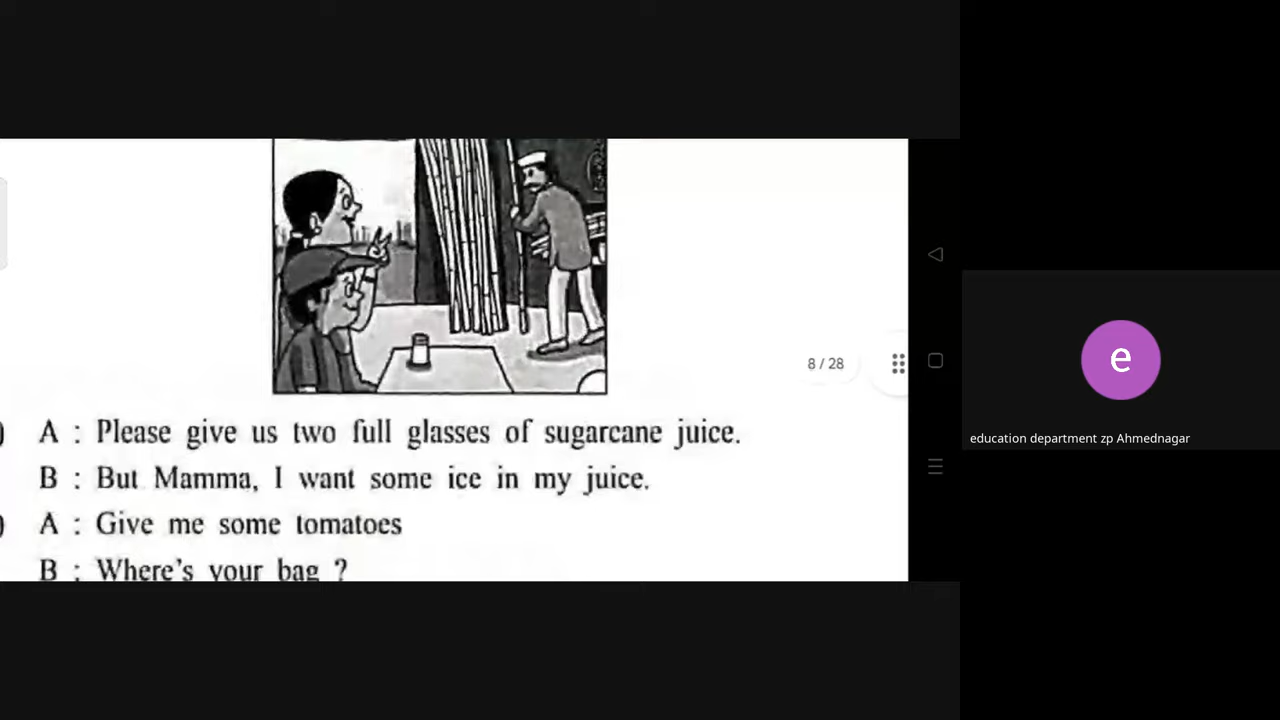 8 / 28
) A : Please give us two full glasses of sugarcane juice.
B : But Mamma, I want some ice in my juice.
) A : Give me some tomatoes
B : Where's your bag ?
e
education department zp Ahmednagar